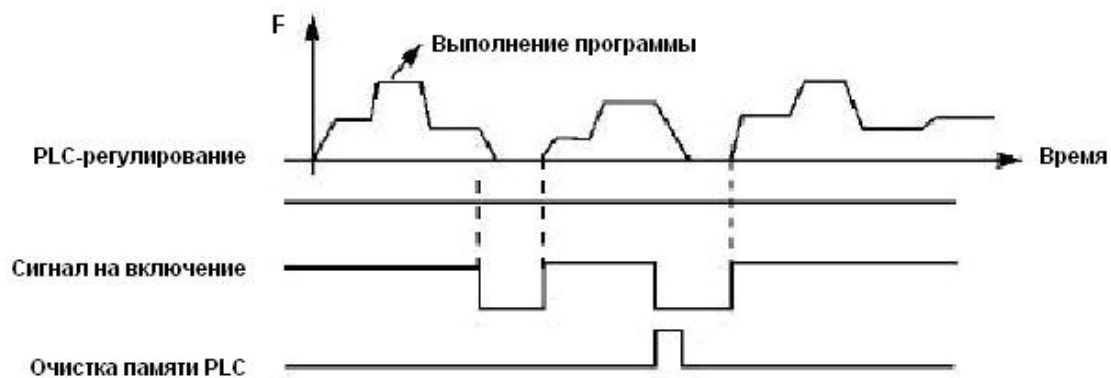 F
Выполнение программы
PLC-регулирование
Время
Сигнал на включение
Очистка памяти PLC